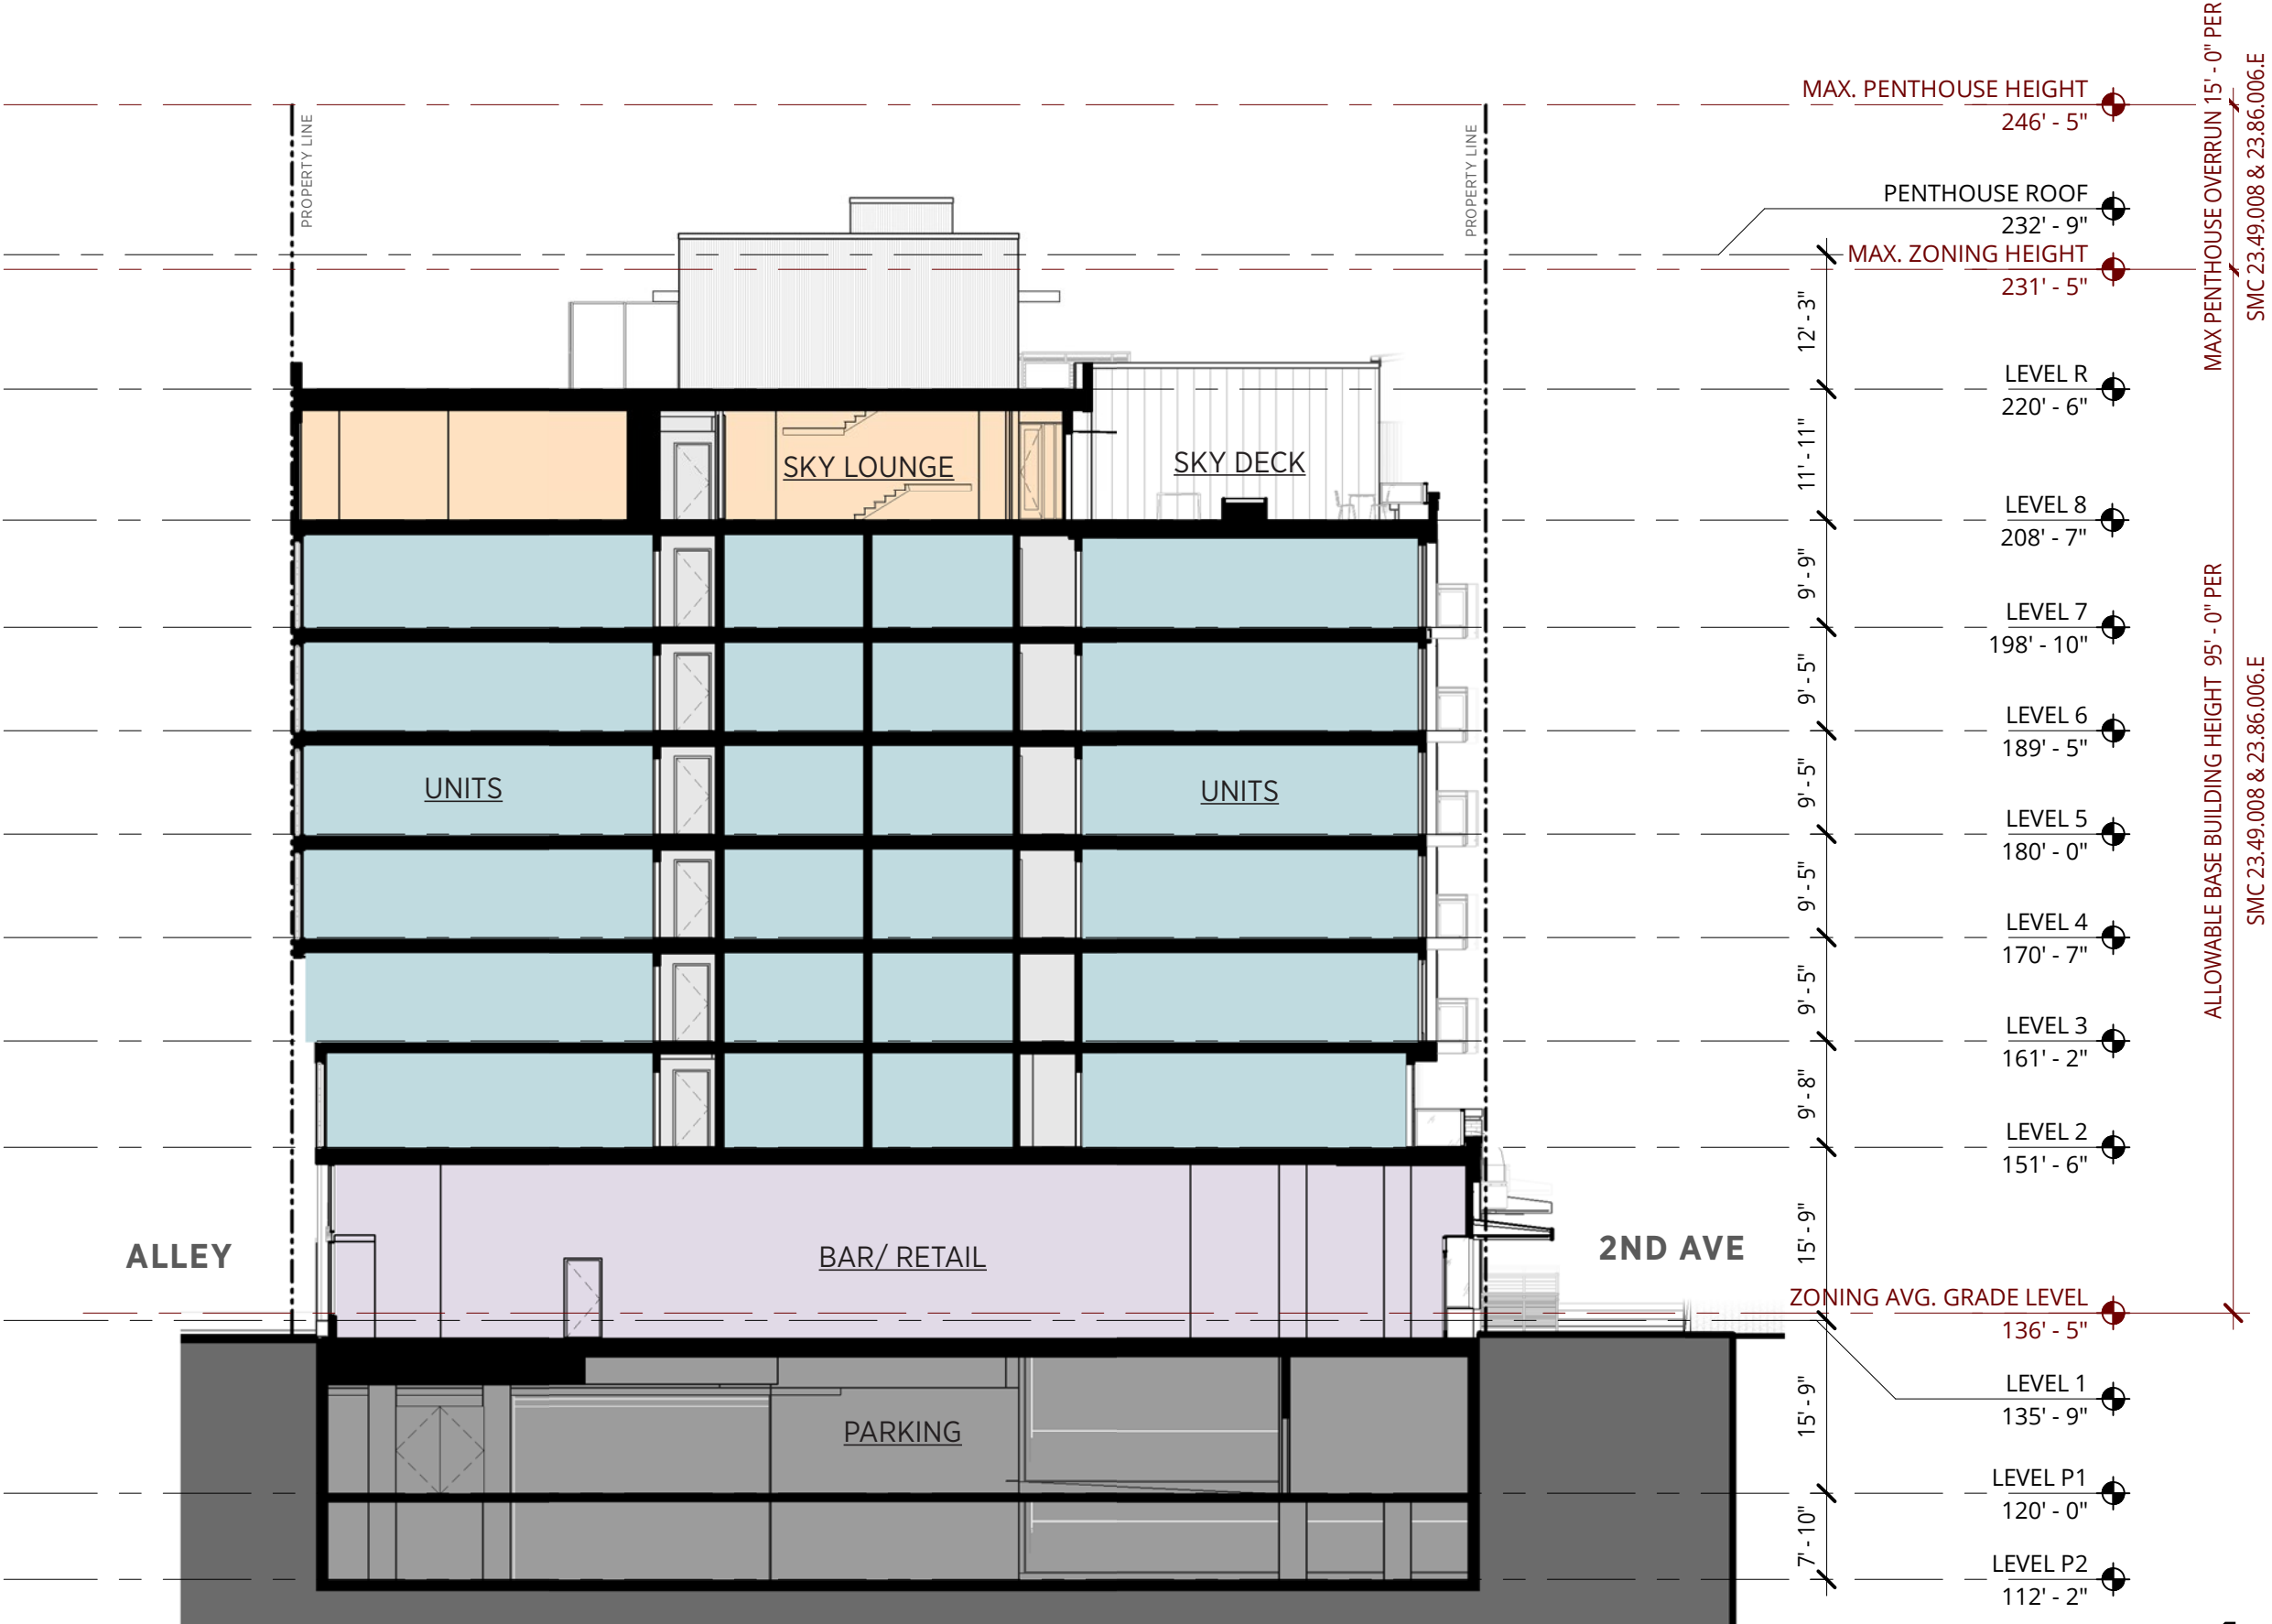 MAX. PENTHOUSE HEIGHT
246' - 5"
PENTHOUSE ROOF
232' - 9"
MAX. ZONING HEIGHT
231' - 5"
LEVEL R
220' - 6"
LEVEL 8
208' - 7"
LEVEL 7
198' - 10"
LEVEL 6
189' - 5"
LEVEL 5
180' - 0"
LEVEL 4
170' - 7"
LEVEL 3
161' - 2"
LEVEL 2
151' - 6"
ZONING AVG. GRADE LEVEL
136' - 5"
LEVEL 1
135' - 9"
LEVEL P1
120' - 0"
LEVEL P2
112' - 2"
12' - 3"
11' - 11"
9' - 9"
9' - 5"
9' - 5"
9' - 5"
9' - 5"
9' - 8"
15' - 9"
15' - 9"
7' - 10"
MAX PENTHOUSE OVERRUN 15' - 0" PER
SMC 23.49.008 & 23.86.006.E
ALLOWABLE BASE BUILDING HEIGHT 95' - 0" PER
SMC 23.49.008 & 23.86.006.E
PROPERTY LINE
PROPERTY LINE
SKY LOUNGE
SKY DECK
UNITS
UNITS
BAR/ RETAIL
PARKING
ALLEY
2ND AVE